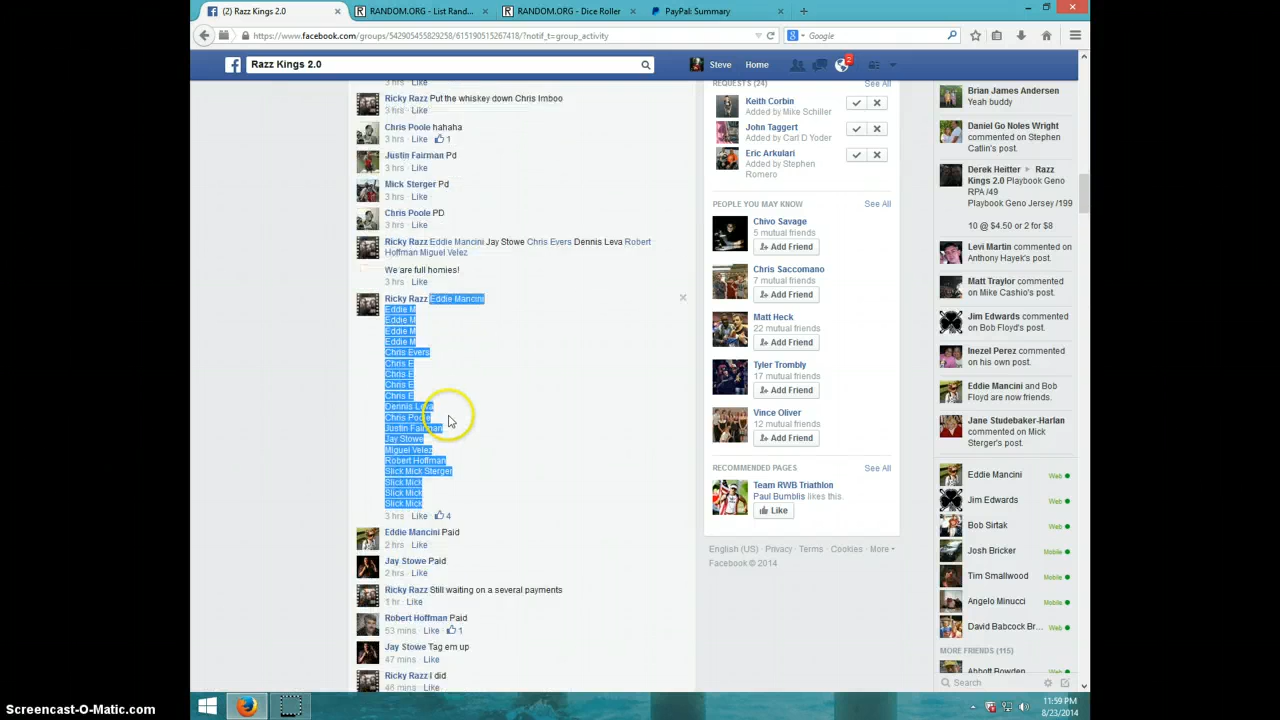 (2) Razz Kings 2.0
RANDOM.ORG - List Rand...
RANDOM.ORG - Dice Roller
PayPal: Summary
https://www.facebook.com/groups/542905455829258/615190515267418/?notif_t=group_activity
Google
Razz Kings 2.0
Steve Home
2
3 hrs Like
Ricky Razz Put the whiskey down Chris Imboo
3 hrs · Like
Chris Poole hahaha
3 hrs · Like · 1
Justin Fairman Pd
3 hrs · Like
Mick Sterger Pd
3 hrs · Like
Chris Poole PD
3 hrs · Like
Ricky Razz Eddie Mancini Jay Stowe Chris Evers Dennis Leva Robert
Hoffman Miguel Velez
We are full homies!
3 hrs · Like
Ricky Razz Eddie Mancini
Eddie M
Eddie M
Eddie M
Eddie M
Chris Evers
Chris E
Chris E
Chris E
Chris E
Dennis Leva
Chris Poole
Justin Fairman
Jay Stowe
Miguel Velez
Robert Hoffman
Slick Mick Sterger
Slick Mick
Slick Mick
Slick Mick
3 hrs · Like · 4
Eddie Mancini Paid
2 hrs · Like
Jay Stowe Paid
2 hrs · Like
Ricky Razz Still waiting on a several payments
1 hr · Like
Robert Hoffman Paid
53 mins · Like · 1
Jay Stowe Tag em up
47 mins · Like
Ricky Razz I did
46 mins · Like
REQUESTS (24)
See All
Keith Corbin
Added by Mike Schiller
John Taggert
Added by Carl D Yoder
Eric Arkulari
Added by Stephen
Romero
PEOPLE YOU MAY KNOW
See All
Chivo Savage
5 mutual friends
Add Friend
Chris Saccomano
7 mutual friends
Add Friend
Matt Heck
22 mutual friends
Add Friend
Tyler Trombly
17 mutual friends
Add Friend
Vince Oliver
12 mutual friends
Add Friend
RECOMMENDED PAGES
See All
Team RWB Triathlon
Paul Bumblis likes this.
Like
English (US) · Privacy · Terms · Cookies · More
Facebook © 2014
Brian James Andersen
Yeah buddy
Daniel Go Noles Wright
commented on Stephen
Catlin's post.
Derek Heitter ▸ Razz
Kings 2.0 Playbook Geno
RPA /49
Playbook Geno Jersey /199
10 @ $4.50 or 2 for $8
Levi Martin commented on
Anthony Hayek's post.
Matt Traylor commented
on Mike Cashio's post.
Jim Edwards commented
on Bob Floyd's post.
Inezel Perez commented
on his own post.
Eddie Mancini and Bob
Floyd are now friends.
Jane Studebaker-Harlan
commented on Mick
Sterger's post.
Eddie Mancini Web
Jim Edwards Web
Bob Sirtak Web
Josh Bricker Mobile
Tim Smallwood Mobile
Angelo Minucci Mobile
David Babcock Br... Web
MORE FRIENDS (115)
Abbott Bowden Web
Search
11:59 PM
8/23/2014
Screencast-O-Matic.com